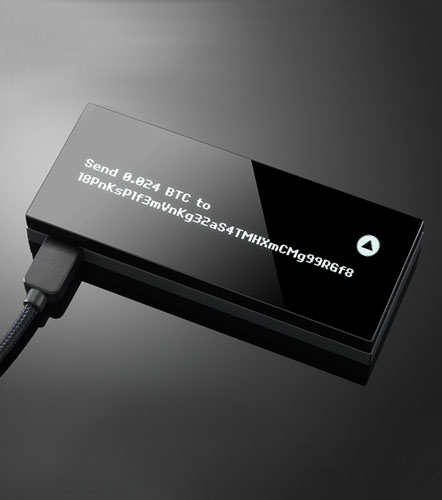 Send 0.024 BTC to
18PnKsP1f3mVnKg32aS4TMHXmCMg99RGf8